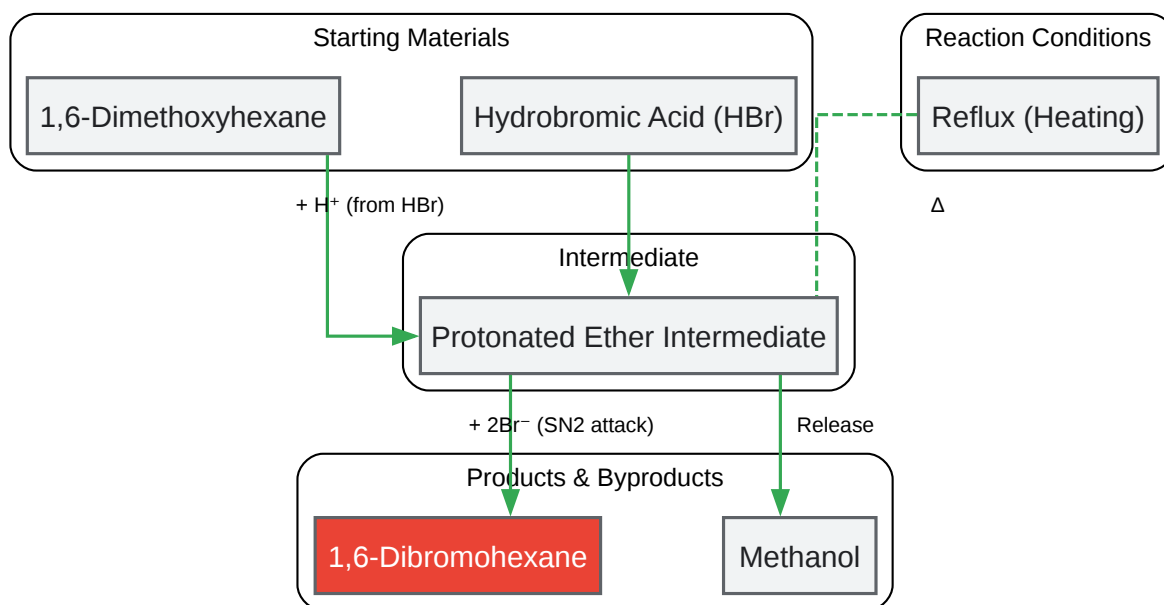 Starting Materials
Reaction Conditions
1,6-Dimethoxyhexane
Hydrobromic Acid (HBr)
Reflux (Heating)
+ H⁺ (from HBr)
Δ
Intermediate
Protonated Ether Intermediate
+ 2Br⁻ (SN2 attack)
Release
Products & Byproducts
1,6-Dibromohexane
Methanol